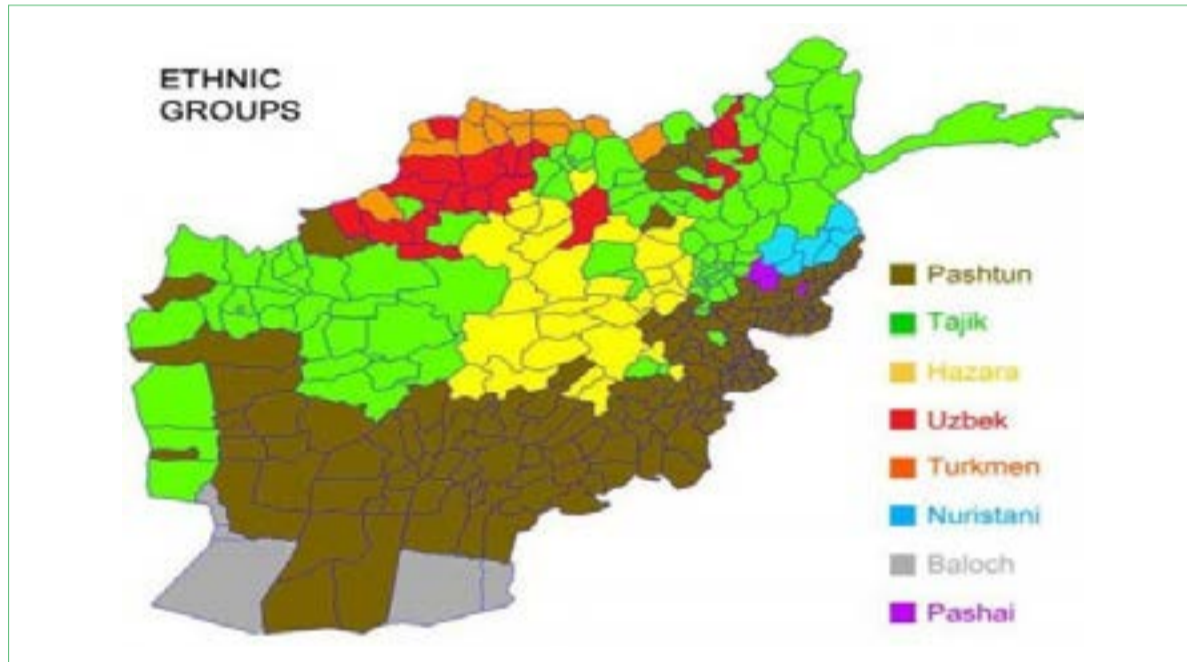 ETHNIC
GROUPS
Pashtun
Tajik
Hazara
Uzbek
Turkmen
Nuristani
Baloch
Pashai